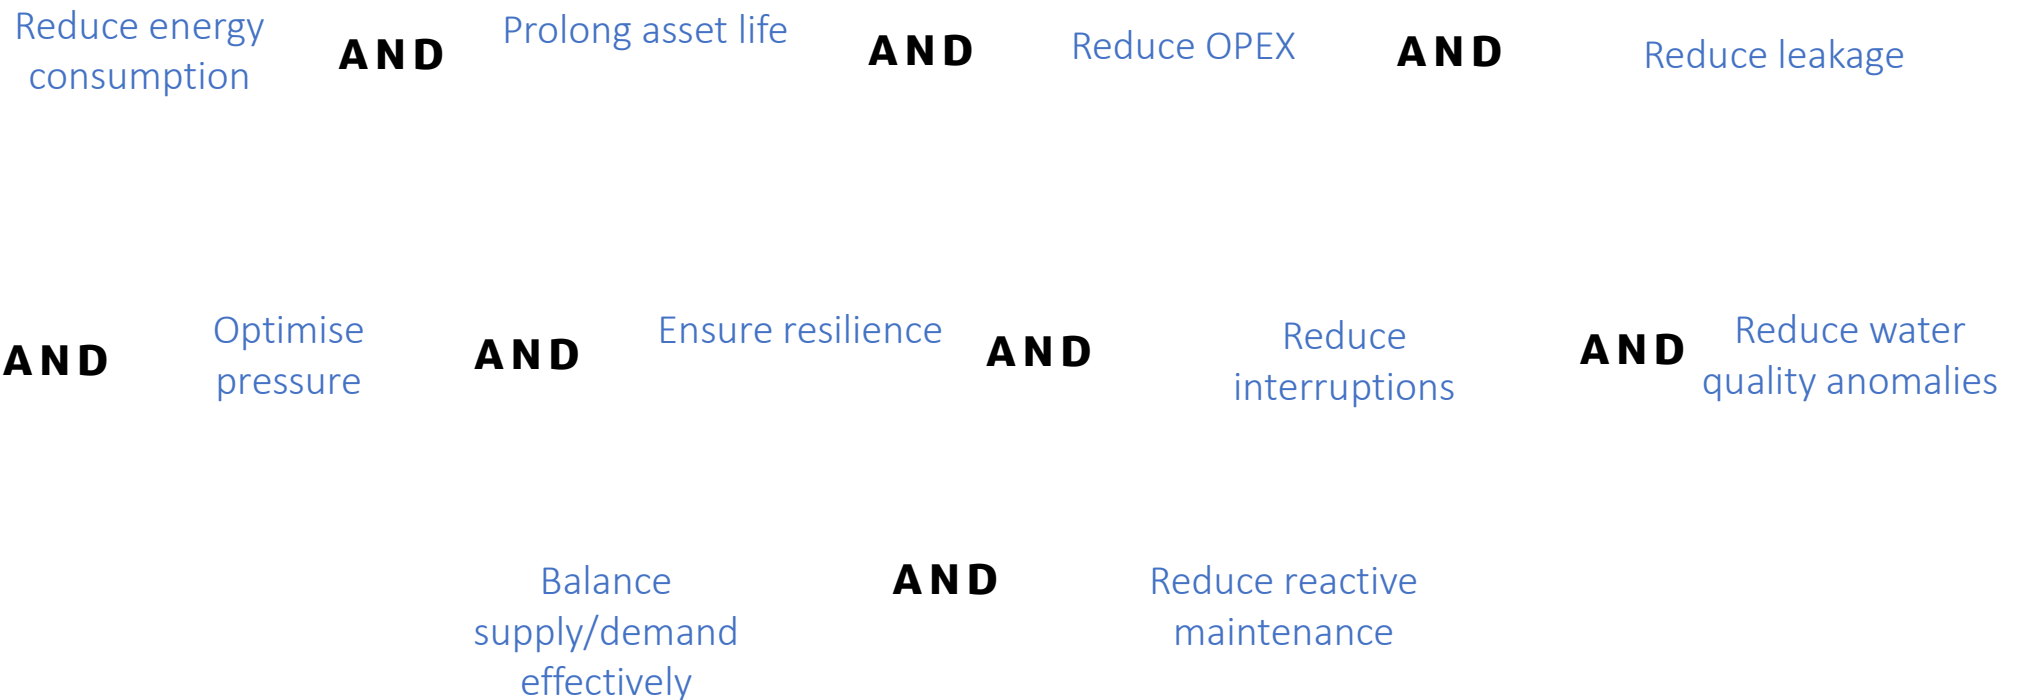 Reduce energy
consumption
AND
Prolong asset life
AND
Reduce OPEX
AND
Reduce leakage
AND
Optimise
pressure
AND
Ensure resilience
AND
Reduce
interruptions
AND
Reduce water
quality anomalies
Balance
supply/demand
effectively
AND
Reduce reactive
maintenance